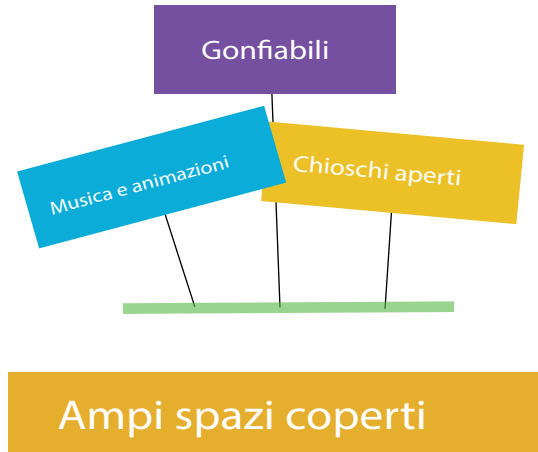 Gonfiabili
Musica e animazioni
Chioschi aperti
Ampi spazi coperti